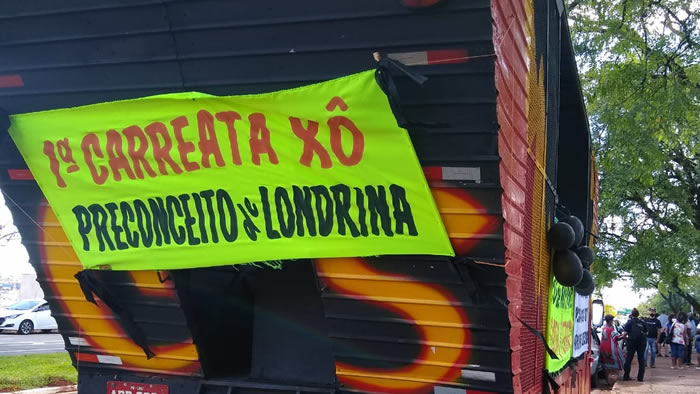 1ª CARREATA XÔ
PRECONCEITO de LONDRINA